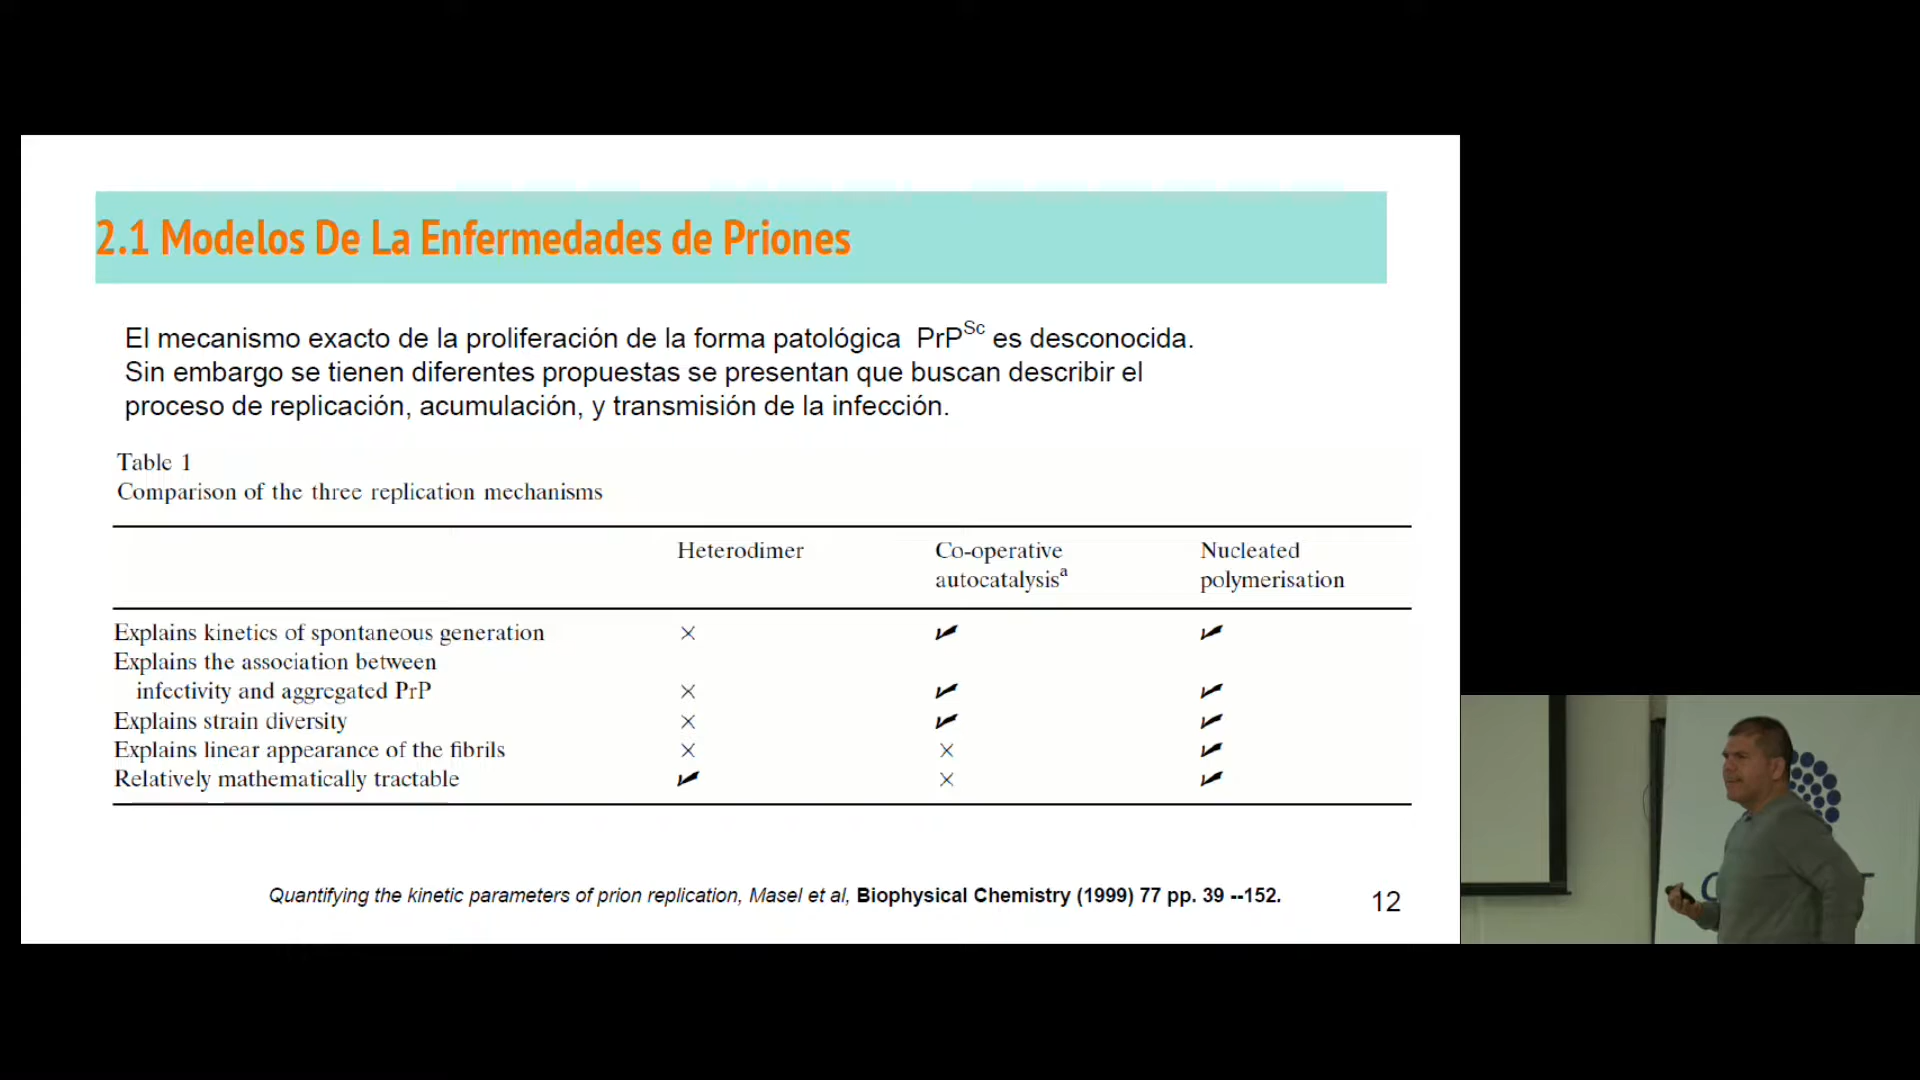 2.1 Modelos De La Enfermedades de Priones
El mecanismo exacto de la proliferación de la forma patológica PrP^Sc es desconocida.
Sin embargo se tienen diferentes propuestas se presentan que buscan describir el
proceso de replicación, acumulación, y transmisión de la infección.
Table 1
Comparison of the three replication mechanisms
Heterodimer Co-operative autocatalysis^a Nucleated polymerisation
Explains kinetics of spontaneous generation × ✓ ✓
Explains the association between
infectivity and aggregated PrP × ✓ ✓
Explains strain diversity × ✓ ✓
Explains linear appearance of the fibrils × × ✓
Relatively mathematically tractable ✓ × ✓
Quantifying the kinetic parameters of prion replication, Masel et al, Biophysical Chemistry (1999) 77 pp. 39 --152.
12